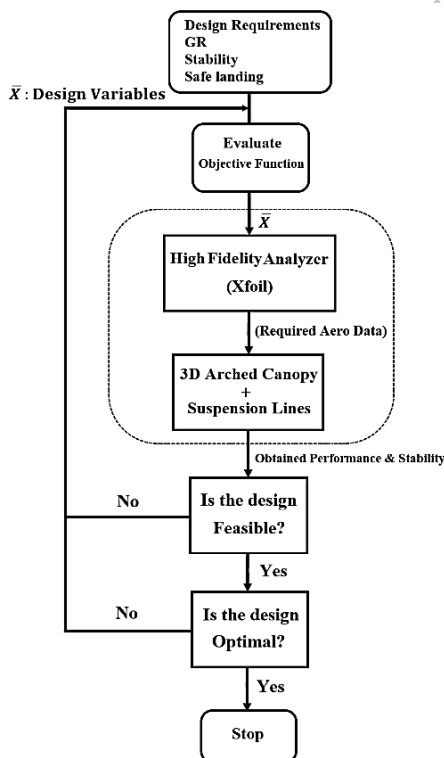 Design Requirements
GR
Stability
Safe landing
X̄ : Design Variables
Evaluate
Objective Function
X̄
High Fidelity Analyzer
(Xfoil)
(Required Aero Data)
3D Arched Canopy
+
Suspension Lines
Obtained Performance & Stability
No
Is the design
Feasible?
Yes
No
Is the design
Optimal?
Yes
Stop